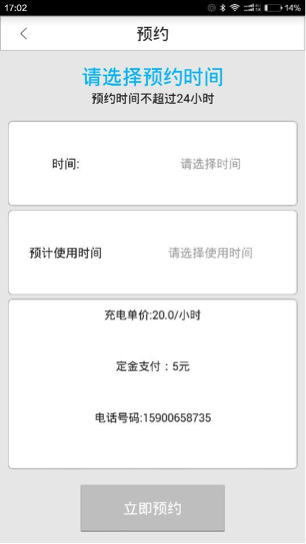 17:02
14%
预约
请选择预约时间
预约时间不超过24小时
时间: 请选择时间
预计使用时间 请选择使用时间
充电单价:20.0/小时
定金支付：5元
电话号码:15900658735
立即预约